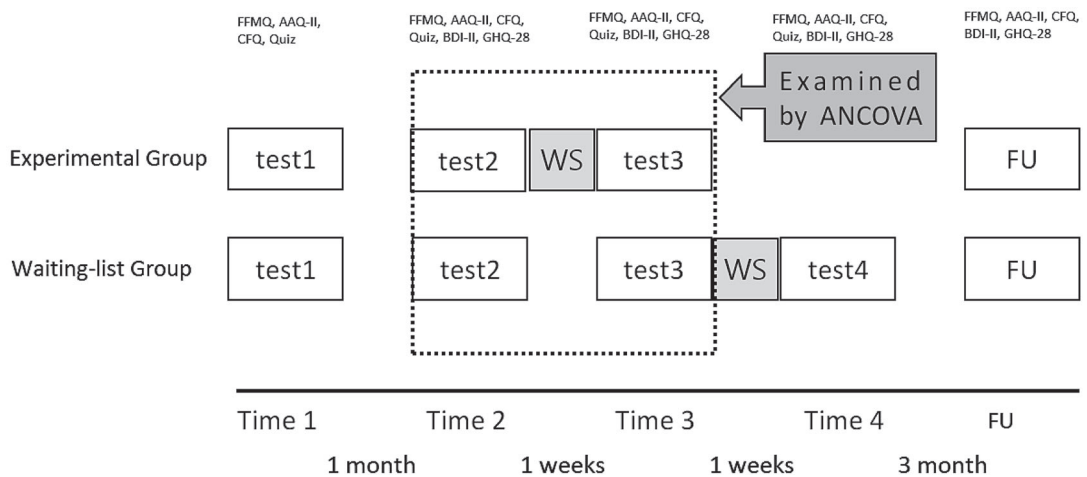 FFMQ, AAQ-II,
CFQ, Quiz
FFMQ, AAQ-II, CFQ,
Quiz, BDI-II, GHQ-28
FFMQ, AAQ-II, CFQ,
Quiz, BDI-II, GHQ-28
FFMQ, AAQ-II, CFQ,
Quiz, BDI-II, GHQ-28
FFMQ, AAQ-II, CFQ,
BDI-II, GHQ-28
Examined
by ANCOVA
Experimental Group
test1
test2
WS
test3
FU
Waiting-list Group
test1
test2
test3
WS
test4
FU
Time 1
Time 2
Time 3
Time 4
FU
1 month
1 weeks
1 weeks
3 month